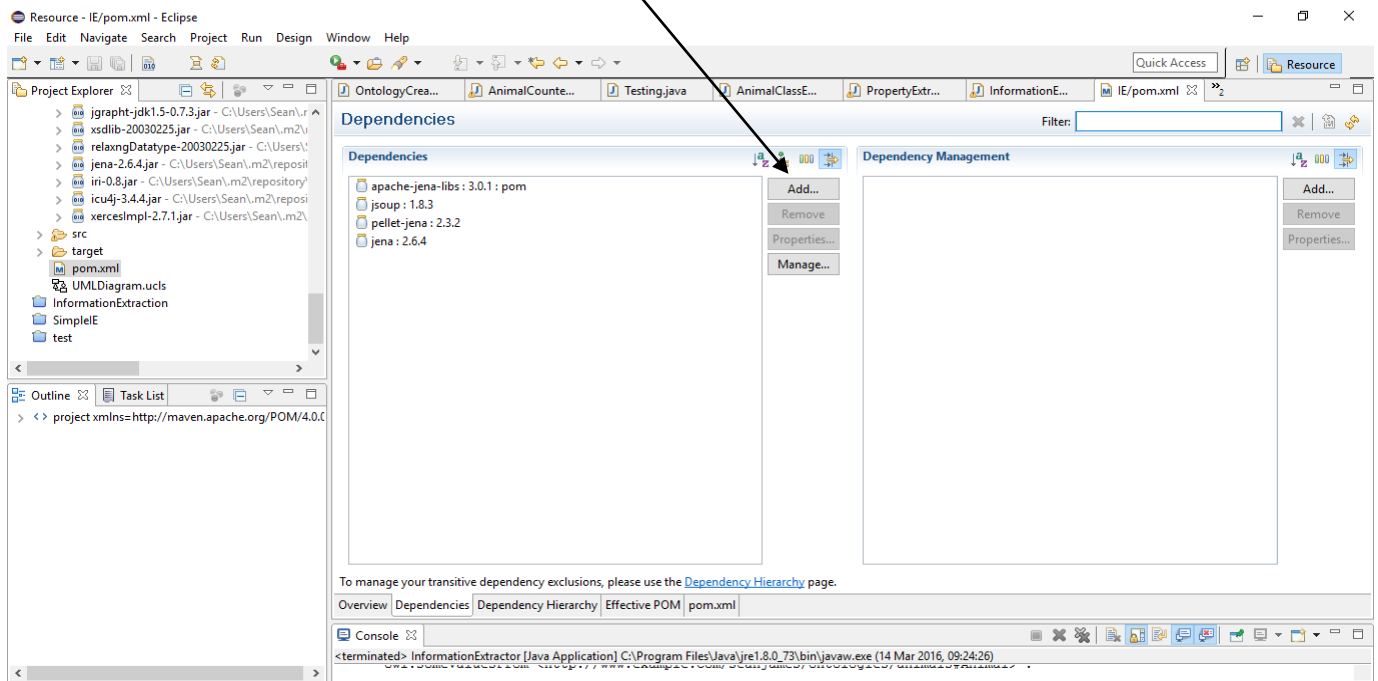 Resource - IE/pom.xml - Eclipse
File Edit Navigate Search Project Run Design Window Help
Quick Access
Resource
Project Explorer
jgrapht-jdk1.5-0.7.3.jar - C:\Users\Sean\.r
xsdlib-20030225.jar - C:\Users\Sean\.m2\
relaxngDatatype-20030225.jar - C:\Users\
jena-2.6.4.jar - C:\Users\Sean\.m2\reposit
iri-0.8.jar - C:\Users\Sean\.m2\repository
icu4j-3.4.4.jar - C:\Users\Sean\.m2\reposi
xercesImpl-2.7.1.jar - C:\Users\Sean\.m2\
src
target
pom.xml
UMLDiagram.ucls
InformationExtraction
SimpleIE
test
Outline Task List
project xmlns=http://maven.apache.org/POM/4.0.0
OntologyCrea... AnimalCounte... Testing.java AnimalClassE... PropertyExtr... InformationE... IE/pom.xml »2
Dependencies
Filter:
Dependencies
apache-jena-libs : 3.0.1 : pom
jsoup : 1.8.3
pellet-jena : 2.3.2
jena : 2.6.4
Add...
Remove
Properties...
Manage...
Dependency Management
Add...
Remove
Properties...
To manage your transitive dependency exclusions, please use the Dependency Hierarchy page.
Overview Dependencies Dependency Hierarchy Effective POM pom.xml
Console
<terminated> InformationExtractor [Java Application] C:\Program Files\Java\jre1.8.0_73\bin\javaw.exe (14 Mar 2016, 09:24:26)